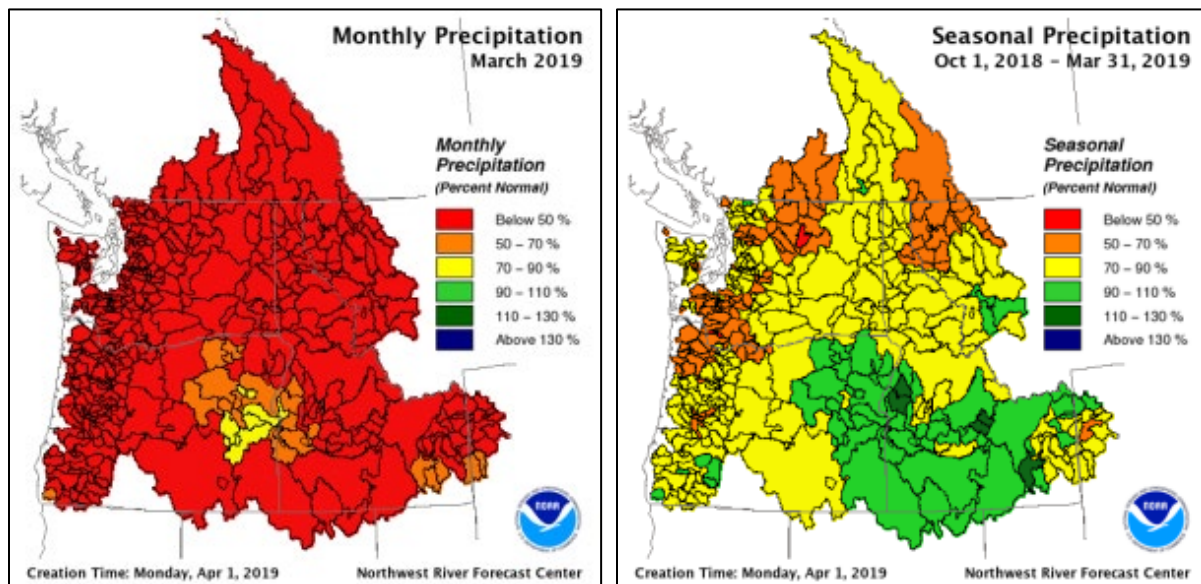 Monthly Precipitation
March 2019
Monthly
Precipitation
(Percent Normal)
Below 50 %
50 - 70 %
70 - 90 %
90 - 110 %
110 - 130 %
Above 130 %
NOAA
Creation Time: Monday, Apr 1, 2019
Northwest River Forecast Center
Seasonal Precipitation
Oct 1, 2018 - Mar 31, 2019
Seasonal
Precipitation
(Percent Normal)
Below 50 %
50 - 70 %
70 - 90 %
90 - 110 %
110 - 130 %
Above 130 %
NOAA
Creation Time: Monday, Apr 1, 2019
Northwest River Forecast Center